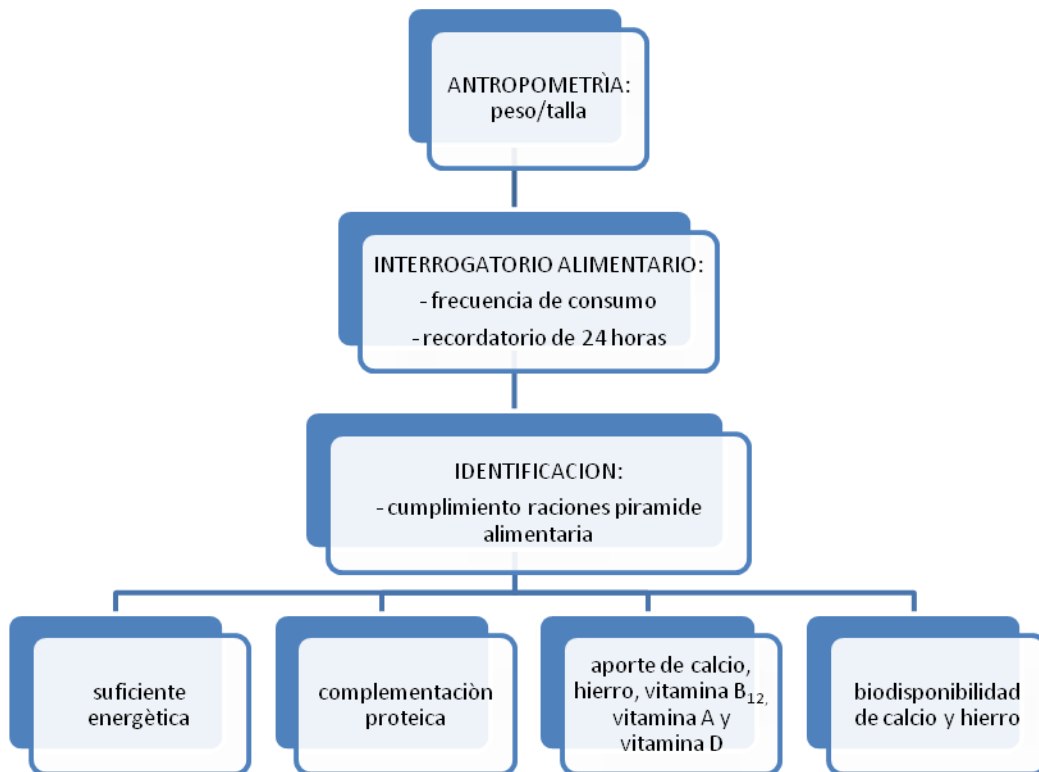 ANTROPOMETRÌA:
peso/talla
INTERROGATORIO ALIMENTARIO:
- frecuencia de consumo
- recordatorio de 24 horas
IDENTIFICACION:
- cumplimiento raciones piramide
alimentaria
suficiente
energètica
complementaciòn
proteica
aporte de calcio,
hierro, vitamina B12,
vitamina A y
vitamina D
biodisponibilidad
de calcio y hierro